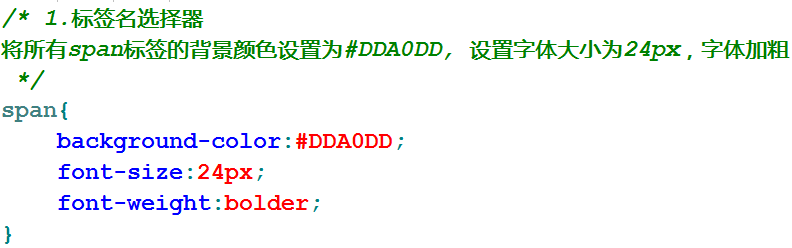 /* 1.标签名选择器
将所有span标签的背景颜色设置为#DDA0DD, 设置字体大小为24px，字体加粗
 */
span{
    background-color:#DDA0DD;
    font-size:24px;
    font-weight:bolder;
}